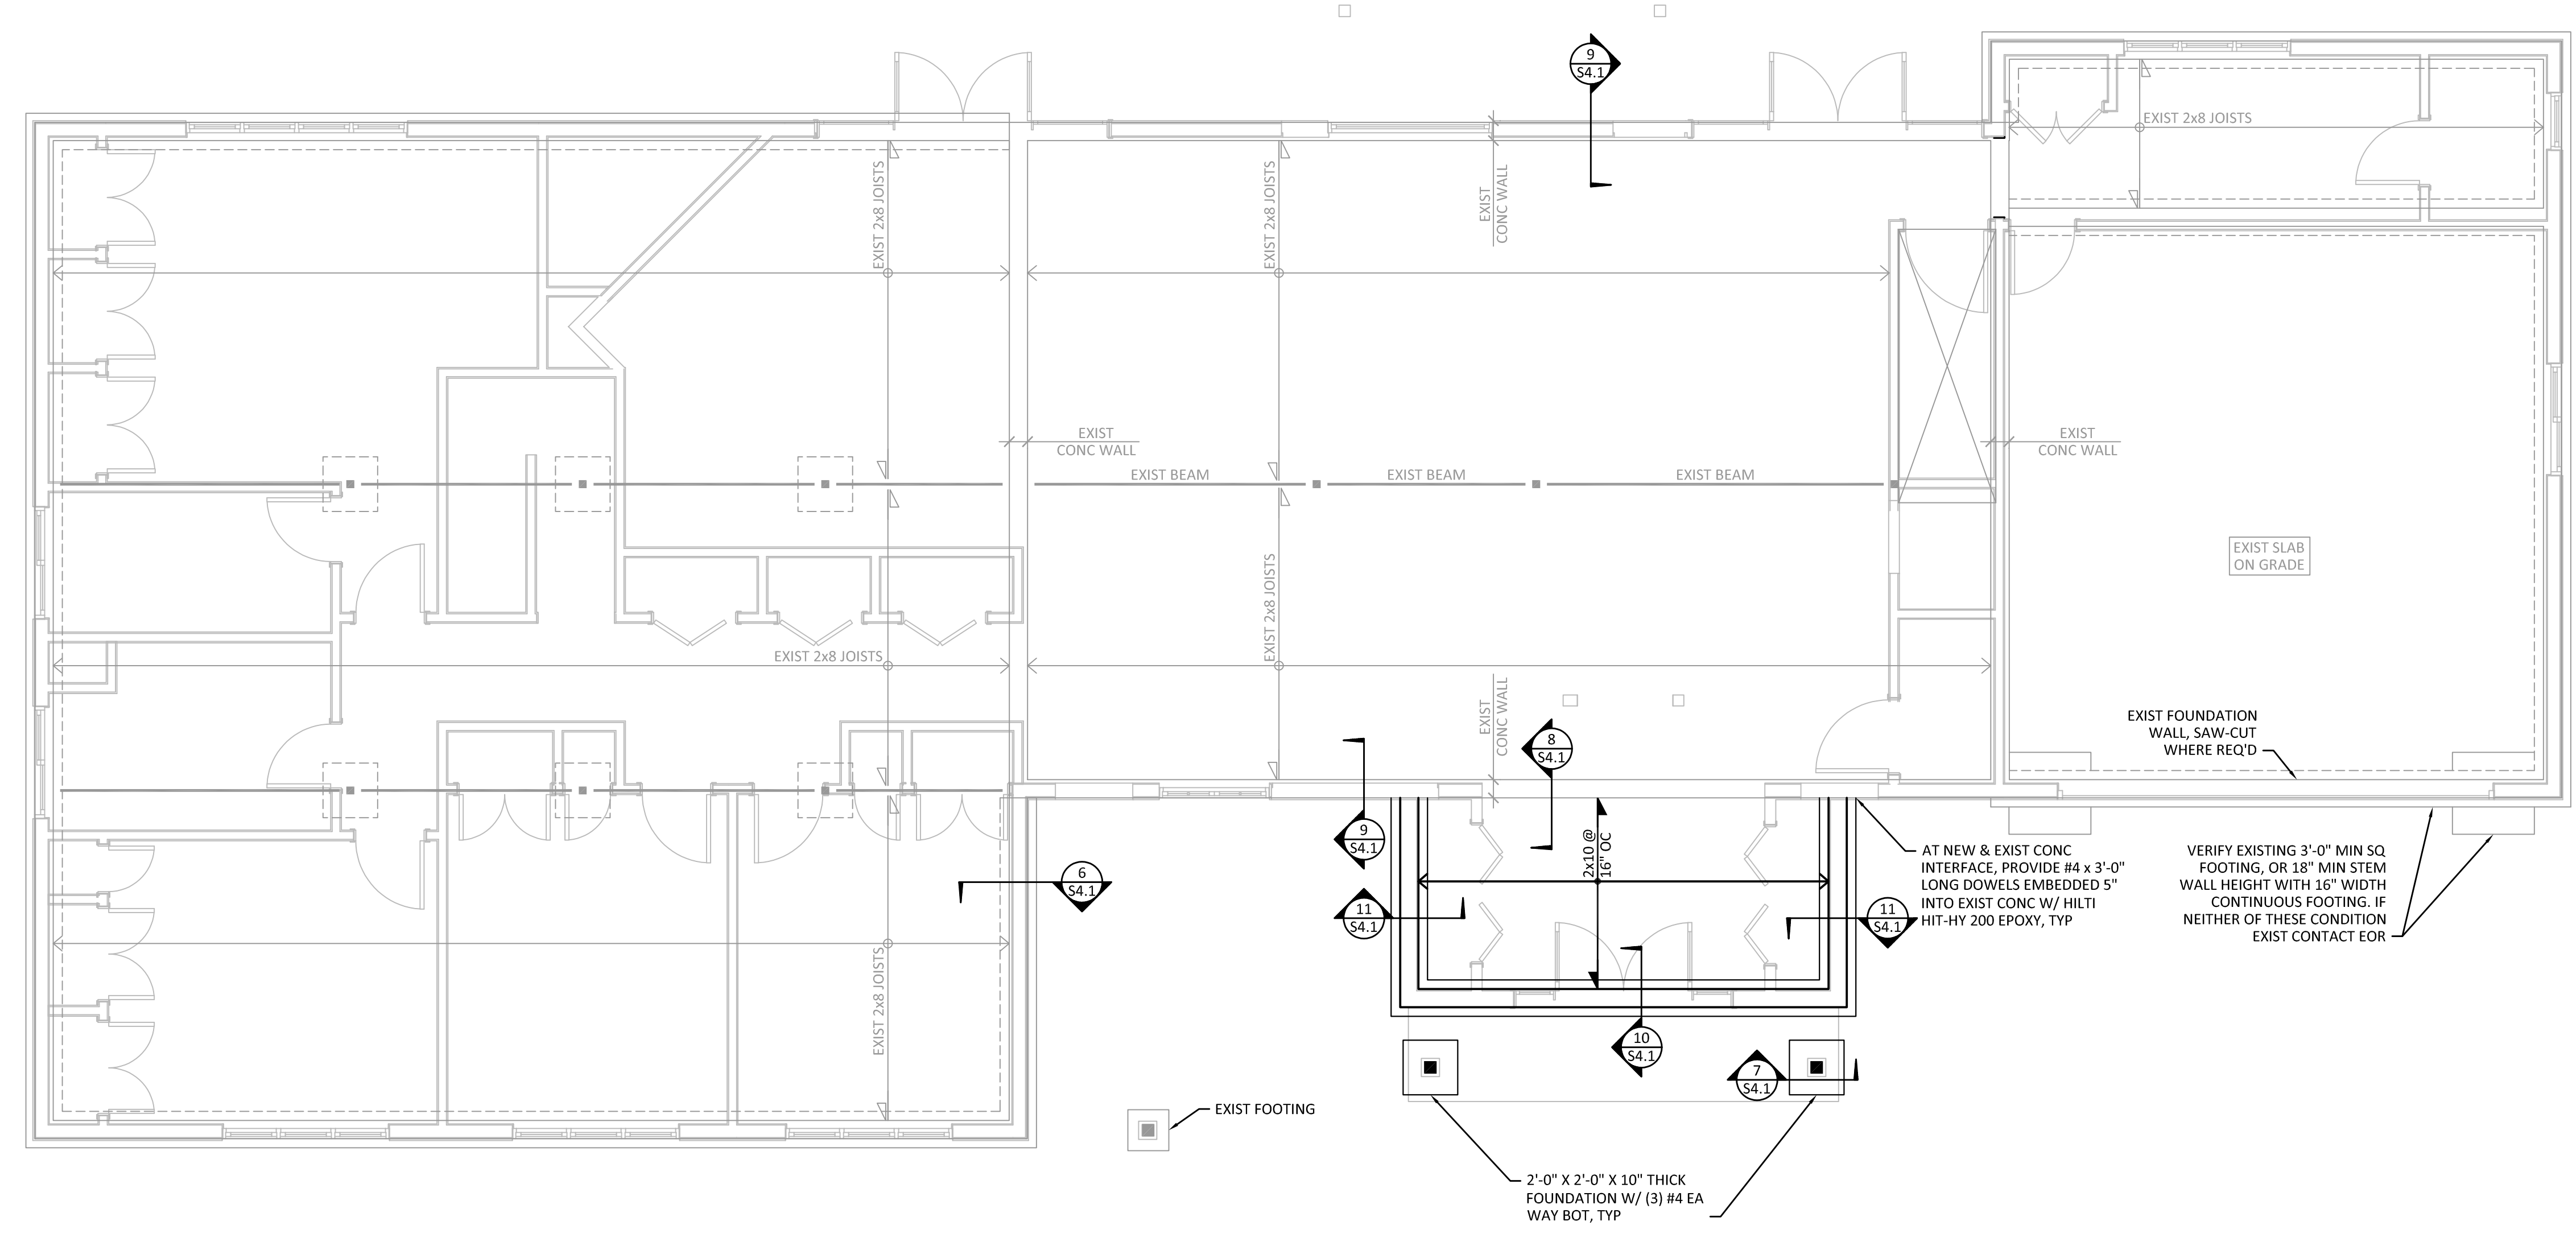 9
S4.1
EXIST 2x8 JOISTS
EXIST 2x8 JOISTS
EXIST 2x8 JOISTS
EXIST
CONC WALL
EXIST
CONC WALL
EXIST
CONC WALL
EXIST BEAM
EXIST BEAM
EXIST BEAM
EXIST SLAB
ON GRADE
EXIST 2x8 JOISTS
EXIST 2x8 JOISTS
EXIST
CONC WALL
EXIST FOUNDATION
WALL, SAW-CUT
WHERE REQ'D
8
S4.1
9
S4.1
2x10 @
16" OC
6
S4.1
11
S4.1
11
S4.1
AT NEW & EXIST CONC
INTERFACE, PROVIDE #4 x 3'-0"
LONG DOWELS EMBEDDED 5"
INTO EXIST CONC W/ HILTI
HIT-HY 200 EPOXY, TYP
VERIFY EXISTING 3'-0" MIN SQ
FOOTING, OR 18" MIN STEM
WALL HEIGHT WITH 16" WIDTH
CONTINUOUS FOOTING. IF
NEITHER OF THESE CONDITION
EXIST CONTACT EOR
EXIST 2x8 JOISTS
10
S4.1
7
S4.1
EXIST FOOTING
2'-0" X 2'-0" X 10" THICK
FOUNDATION W/ (3) #4 EA
WAY BOT, TYP